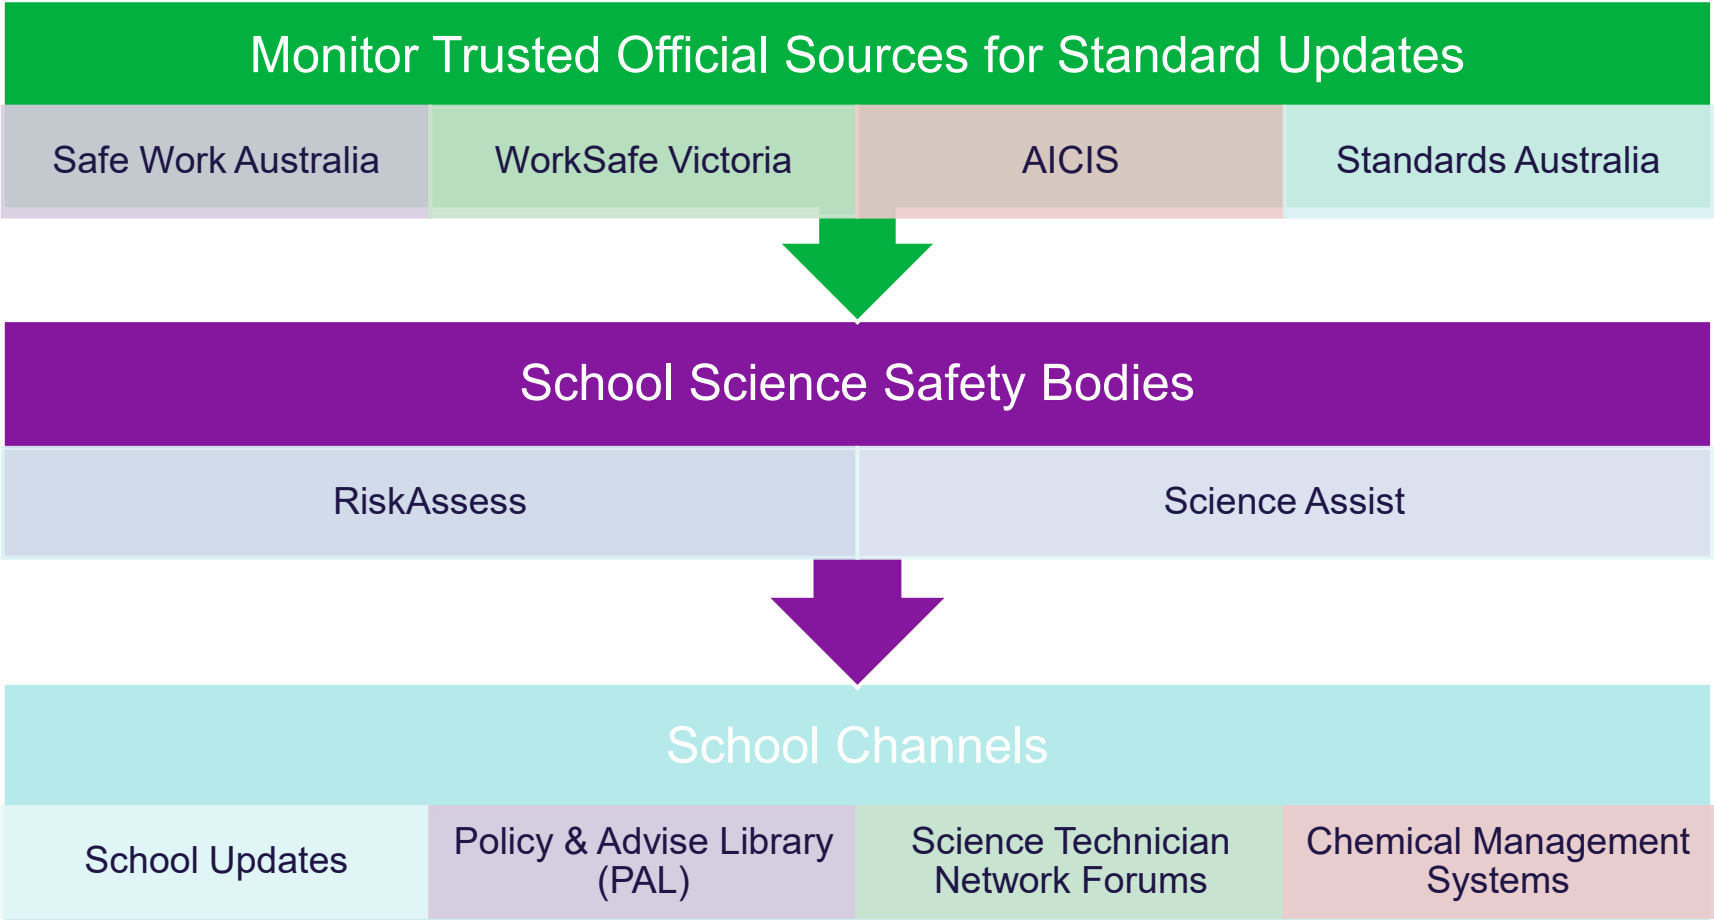 Monitor Trusted Official Sources for Standard Updates
Safe Work Australia
WorkSafe Victoria
AICIS
Standards Australia
School Science Safety Bodies
RiskAssess
Science Assist
School Channels
School Updates
Policy & Advise Library
(PAL)
Science Technician
Network Forums
Chemical Management
Systems